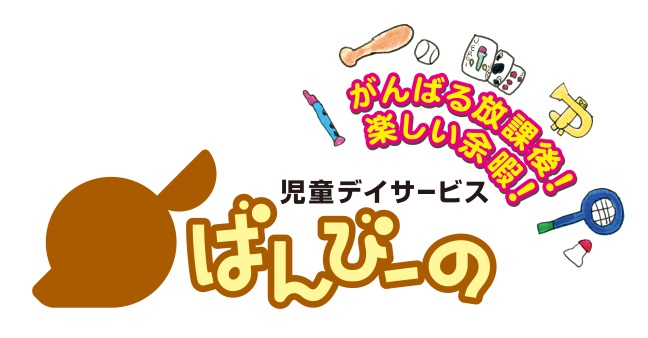 がんばる放課後！
楽しい余暇！
児童デイサービス
ばんびーの